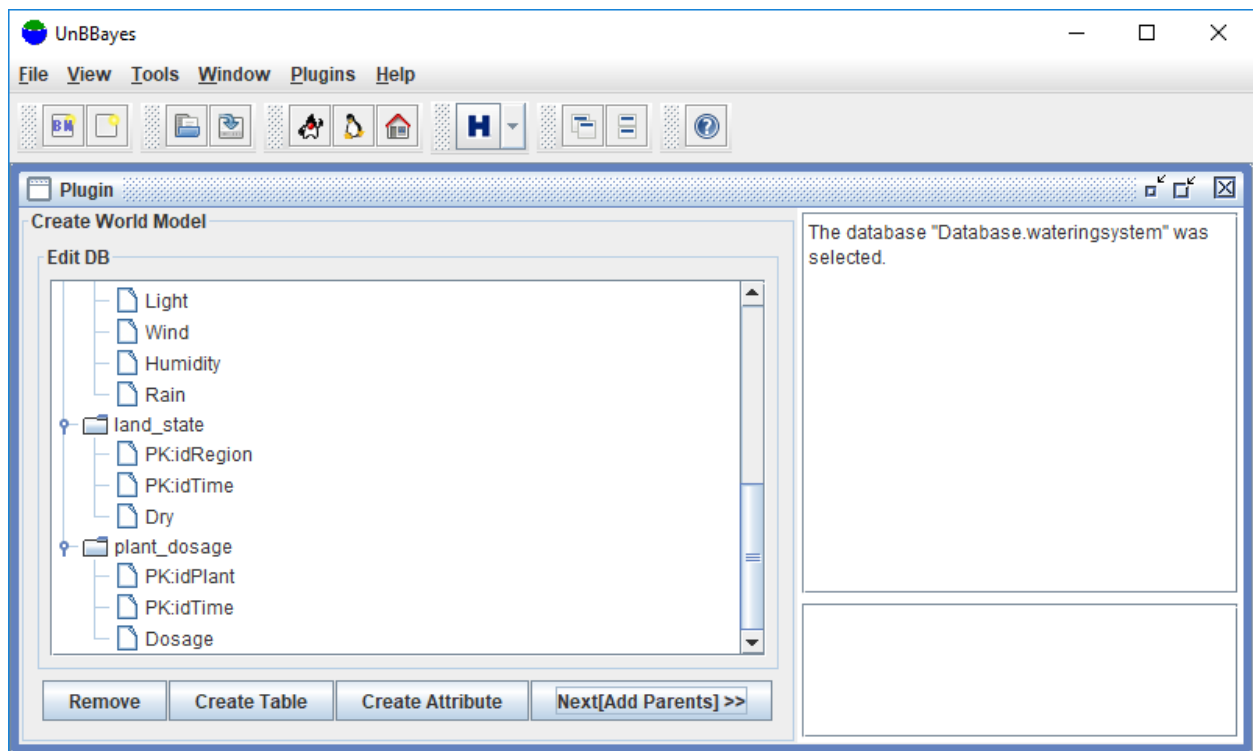 UnBBayes
File View Tools Window Plugins Help
BN
H
Plugin
Create World Model
Edit DB
Light
Wind
Humidity
Rain
land_state
PK:idRegion
PK:idTime
Dry
plant_dosage
PK:idPlant
PK:idTime
Dosage
Remove Create Table Create Attribute Next[Add Parents] >>
The database "Database.wateringsystem" was
selected.